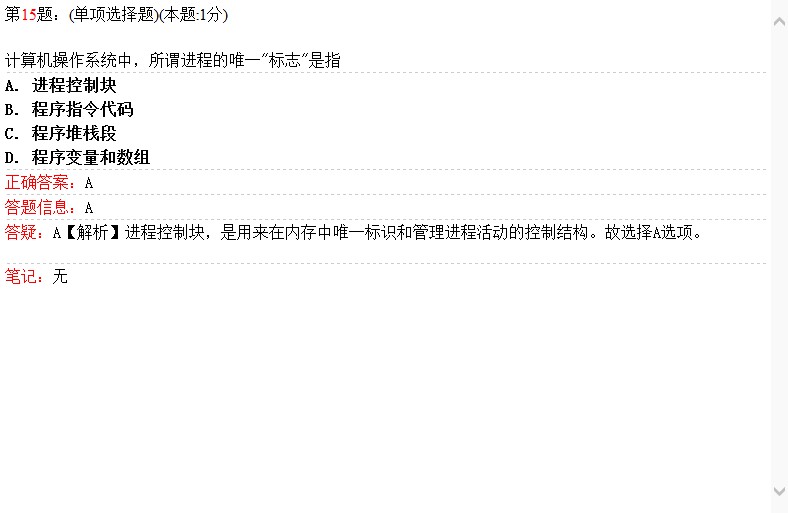 第15题：(单项选择题)(本题:1分)
计算机操作系统中，所谓进程的唯一"标志"是指
A. 进程控制块
B. 程序指令代码
C. 程序堆栈段
D. 程序变量和数组
正确答案：A
答题信息：A
答疑：A【解析】进程控制块，是用来在内存中唯一标识和管理进程活动的控制结构。故选择A选项。
笔记：无